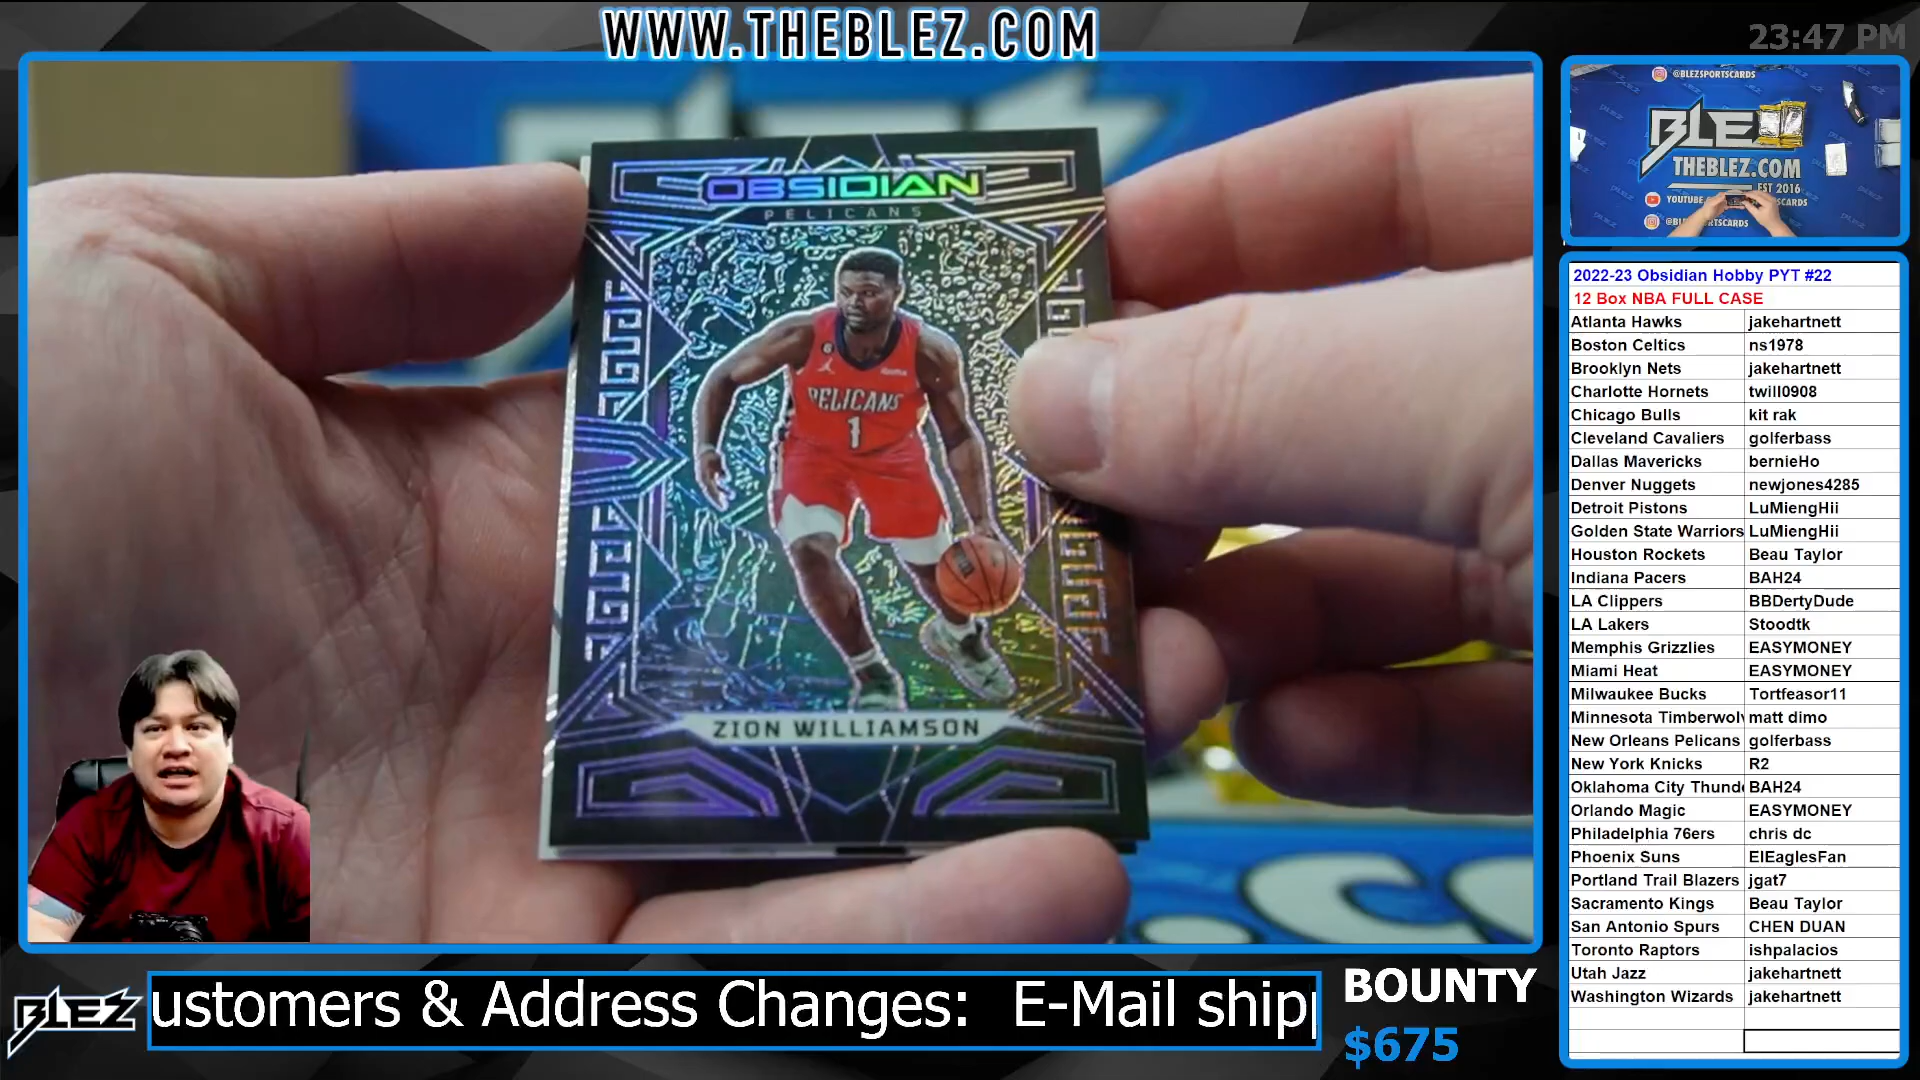 WWW.THEBLEZ.COM
23:47 PM
OBSIDIAN
PELICANS
PELICANS
1
ZION WILLIAMSON
@BLEZSPORTSCARDS
BLE
THEBLEZ.COM
EST 2016
YOUTUBE
2022-23 Obsidian Hobby PYT #22
12 Box NBA FULL CASE
Atlanta Hawks jakehartnett
Boston Celtics ns1978
Brooklyn Nets jakehartnett
Charlotte Hornets twill0908
Chicago Bulls kit rak
Cleveland Cavaliers golferbass
Dallas Mavericks bernieHo
Denver Nuggets newjones4285
Detroit Pistons LuMiengHii
Golden State Warriors LuMiengHii
Houston Rockets Beau Taylor
Indiana Pacers BAH24
LA Clippers BBDertyDude
LA Lakers Stoodtk
Memphis Grizzlies EASYMONEY
Miami Heat EASYMONEY
Milwaukee Bucks Tortfeasor11
Minnesota Timberwolv matt dimo
New Orleans Pelicans golferbass
New York Knicks R2
Oklahoma City Thund BAH24
Orlando Magic EASYMONEY
Philadelphia 76ers chris dc
Phoenix Suns ElEaglesFan
Portland Trail Blazers jgat7
Sacramento Kings Beau Taylor
San Antonio Spurs CHEN DUAN
Toronto Raptors ishpalacios
Utah Jazz jakehartnett
Washington Wizards jakehartnett
BLEZ
ustomers & Address Changes: E-Mail shipp
BOUNTY
$675